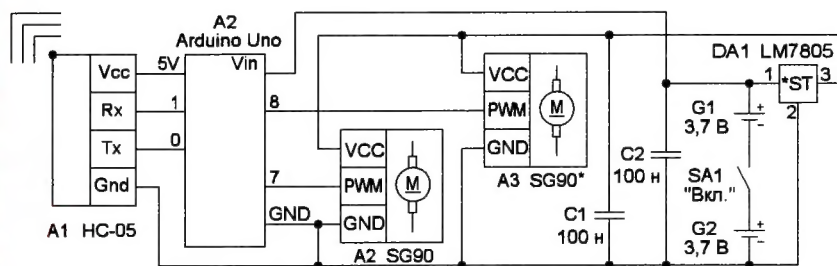 A2
Arduino Uno
Vcc
5V
Vin
Rx
1
8
Tx
0
Gnd
7
GND
A1 HC-05
VCC
PWM
GND
M
A2 SG90
VCC
PWM
GND
M
A3 SG90*
C1
100 н
C2
100 н
DA1 LM7805
1
*ST
3
2
G1
3,7 В
+
−
SA1
"Вкл."
G2
3,7 В
+
−